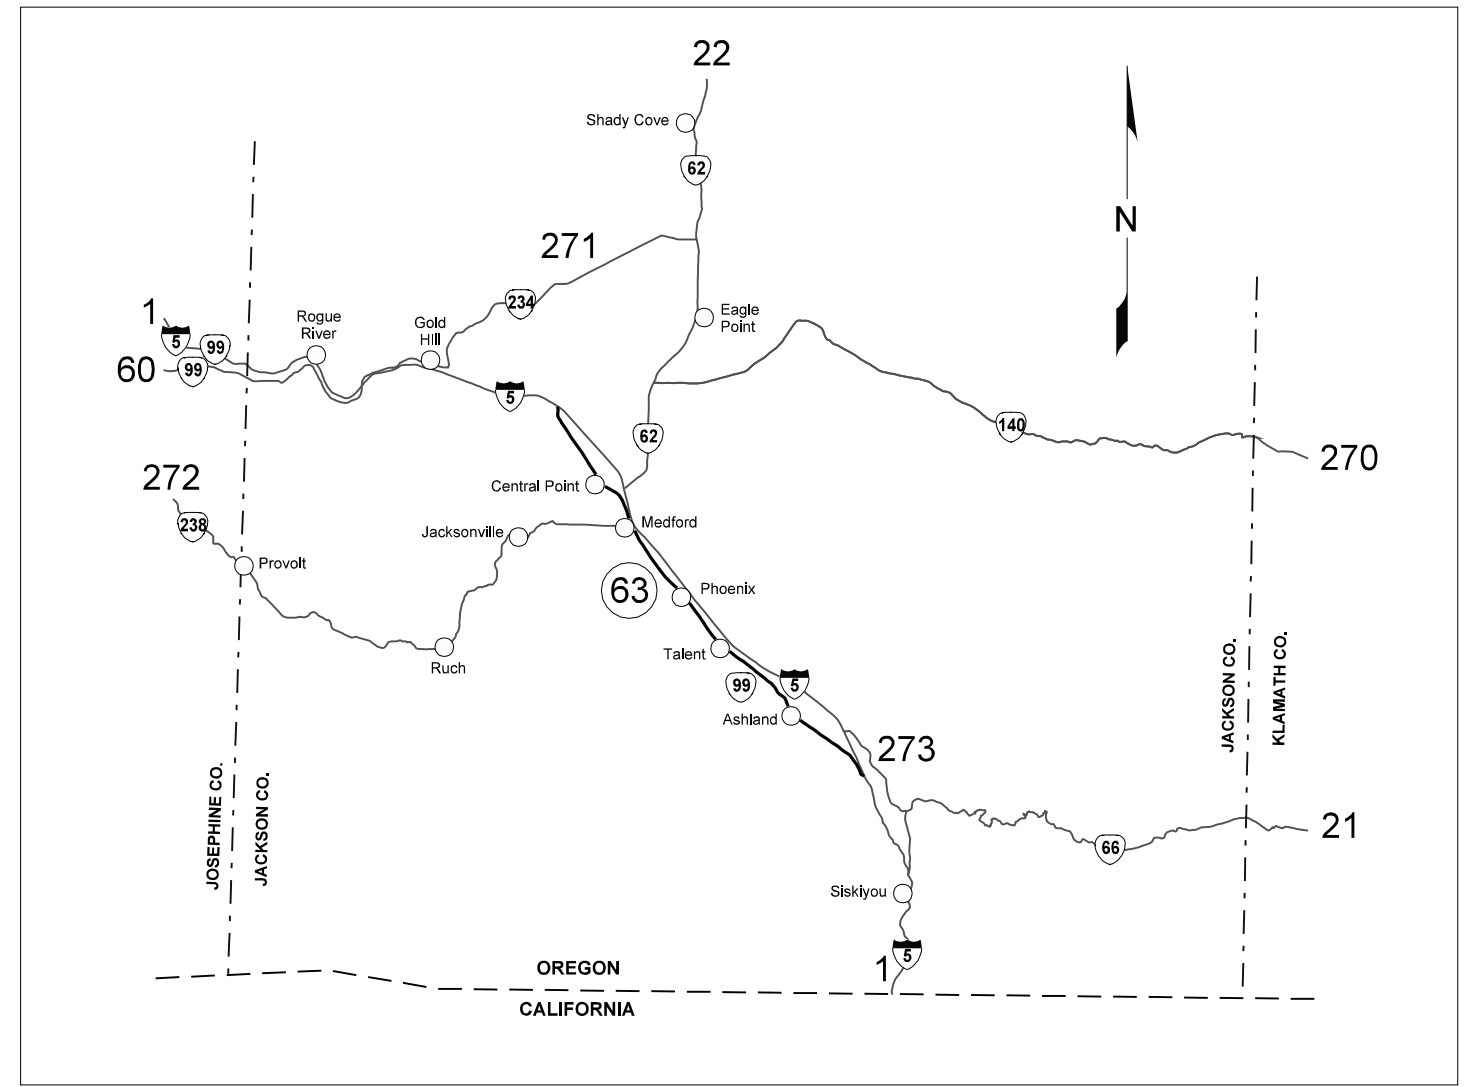 22
Shady Cove
62
N
271
234
1
5
99
Rogue
River
Gold
Hill
Eagle
Point
60
99
5
62
140
270
272
238
Central Point
Jacksonville
Medford
Provolt
63
Phoenix
Ruch
Talent
99
5
Ashland
273
JACKSON CO.
KLAMATH CO.
JOSEPHINE CO.
JACKSON CO.
21
66
Siskiyou
5
1
OREGON
CALIFORNIA